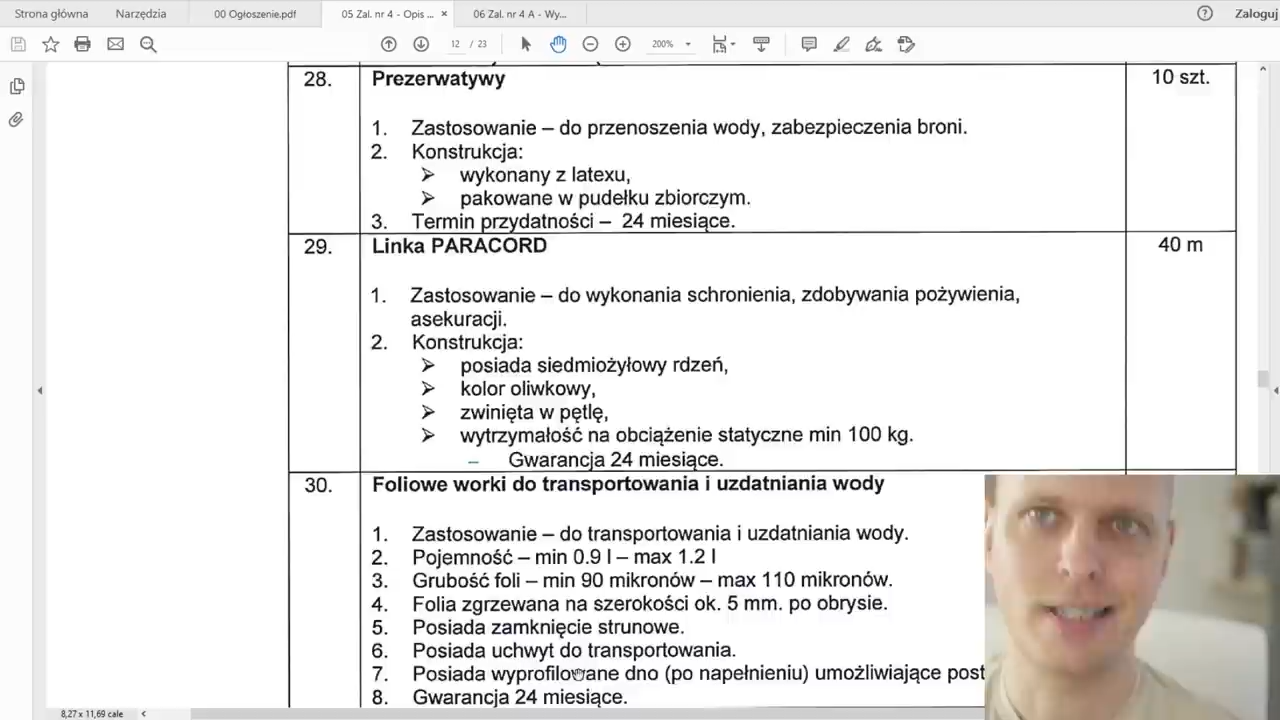 Strona główna Narzędzia 00 Ogłoszenie.pdf 05 Zal. nr 4 - Opis ... × 06 Zal. nr 4 A - Wy... Zaloguj
12 / 23 200%
28. Prezerwatywy 10 szt.
1. Zastosowanie – do przenoszenia wody, zabezpieczenia broni.
2. Konstrukcja:
➢ wykonany z latexu,
➢ pakowane w pudełku zbiorczym.
3. Termin przydatności – 24 miesiące.
29. Linka PARACORD 40 m
1. Zastosowanie – do wykonania schronienia, zdobywania pożywienia,
asekuracji.
2. Konstrukcja:
➢ posiada siedmiożyłowy rdzeń,
➢ kolor oliwkowy,
➢ zwinięta w pętlę,
➢ wytrzymałość na obciążenie statyczne min 100 kg.
– Gwarancja 24 miesiące.
30. Foliowe worki do transportowania i uzdatniania wody
1. Zastosowanie – do transportowania i uzdatniania wody.
2. Pojemność – min 0.9 l – max 1.2 l
3. Grubość foli – min 90 mikronów – max 110 mikronów.
4. Folia zgrzewana na szerokości ok. 5 mm. po obrysie.
5. Posiada zamknięcie strunowe.
6. Posiada uchwyt do transportowania.
7. Posiada wyprofilowane dno (po napełnieniu) umożliwiające post
8. Gwarancja 24 miesiące.
8,27 x 11,69 cale